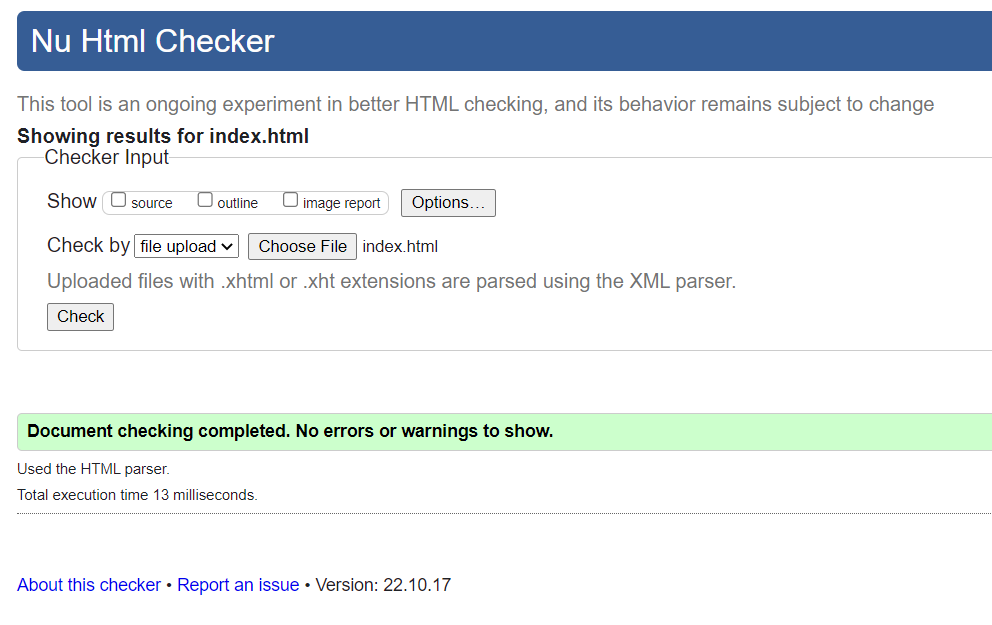 Nu Html Checker
This tool is an ongoing experiment in better HTML checking, and its behavior remains subject to change
Showing results for index.html
Checker Input
Show source outline image report Options...
Check by file upload Choose File index.html
Uploaded files with .xhtml or .xht extensions are parsed using the XML parser.
Check
Document checking completed. No errors or warnings to show.
Used the HTML parser.
Total execution time 13 milliseconds.
About this checker • Report an issue • Version: 22.10.17